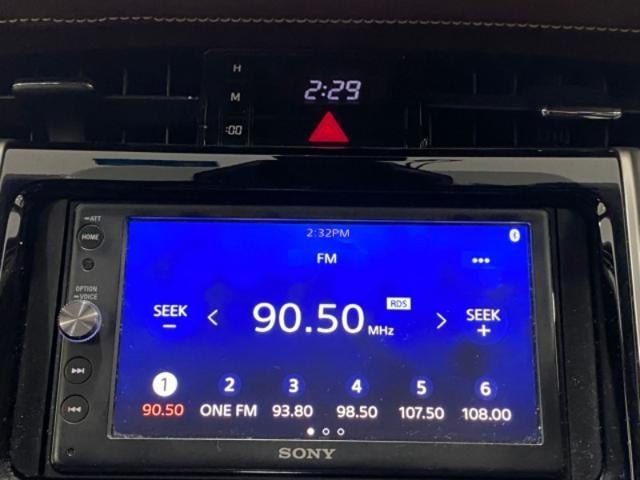 H
2:29
M
:00
ATT
HOME
2:32PM
FM
OPTION
VOICE
SEEK
−
< 90.50 MHz >
RDS
SEEK
+
1 2 3 4 5 6
90.50 ONE FM 93.80 98.50 107.50 108.00
SONY